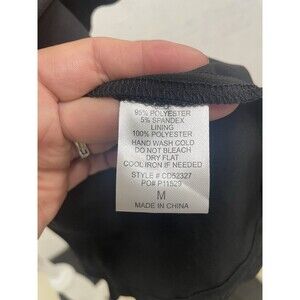 95% POLYESTER
5% SPANDEX
LINING
100% POLYESTER
HAND WASH COLD
DO NOT BLEACH
DRY FLAT
COOL IRON IF NEEDED
STYLE # CD52327
PO# P11529
M
MADE IN CHINA